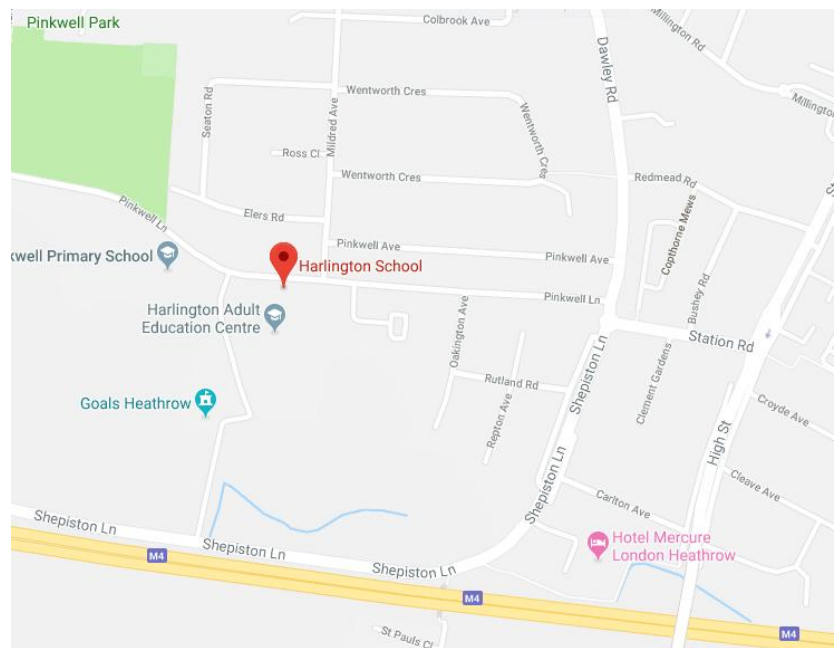 Pinkwell Park
Colbrook Ave
Millington Rd
Dawley Rd
Millington
Seaton Rd
Wentworth Cres
Mildred Ave
Ross Cl
Wentworth Cres
Wentworth Cres
Redmead Rd
Pinkwell Ln
Elers Rd
Copthorne Mews
kwell Primary School
Harlington School
Pinkwell Ave
Pinkwell Ave
Bushey Rd
Harlington Adult
Education Centre
Pinkwell Ln
Oakington Ave
Station Rd
Shepiston Ln
Clement Gardens
Rutland Rd
Repton Ave
Goals Heathrow
Croyde Ave
High St
Cleave Ave
Shepiston Ln
Carlton Ave
Shepiston Ln
Shepiston Ln
Hotel Mercure
London Heathrow
M4
Shepiston Ln
M4
M4
St Pauls Cl